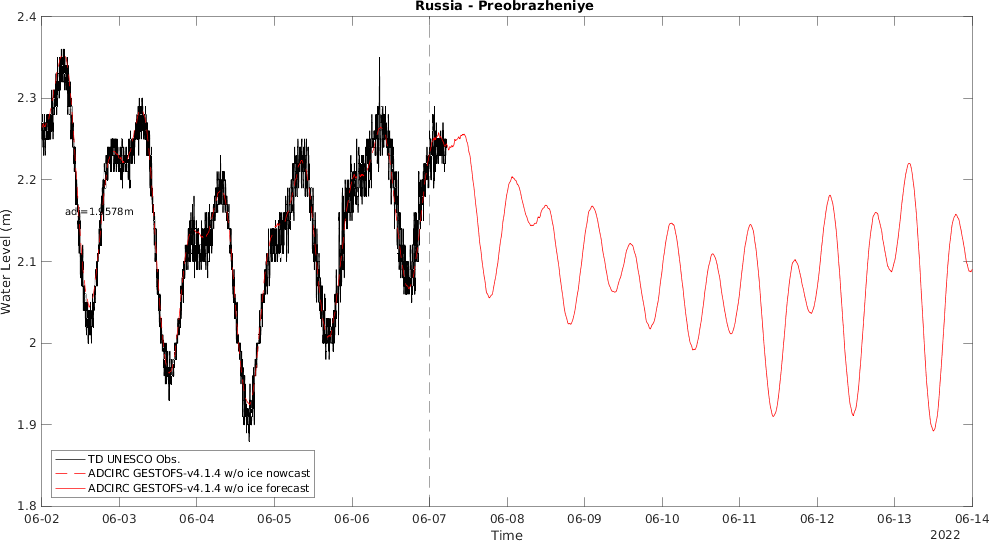 Russia - Preobrazheniye
2.4
2.3
2.2
2.1
2
1.9
1.8
Water Level (m)
adj=1.9578m
TD UNESCO Obs.
ADCIRC GESTOFS-v4.1.4 w/o ice nowcast
ADCIRC GESTOFS-v4.1.4 w/o ice forecast
06-02 06-03 06-04 06-05 06-06 06-07 06-08 06-09 06-10 06-11 06-12 06-13 06-14
Time
2022